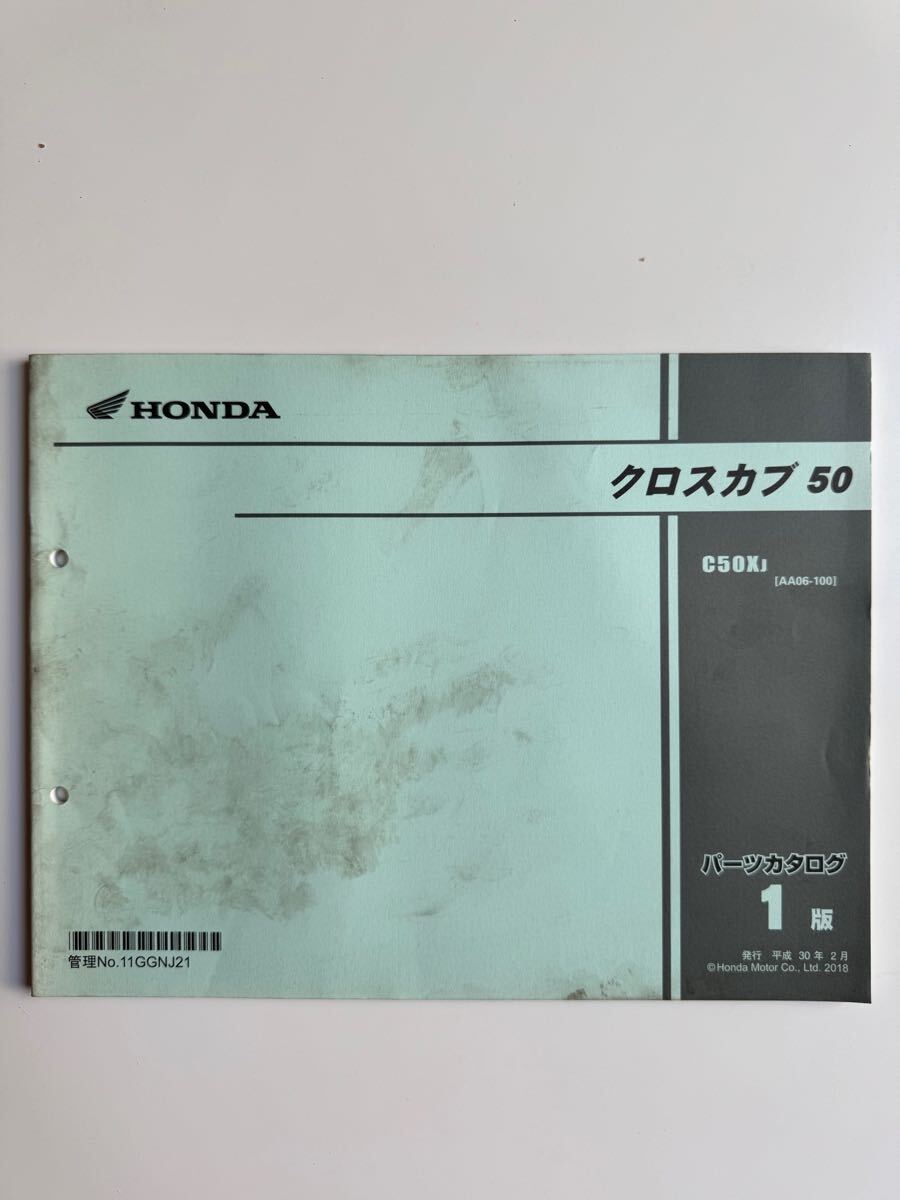 HONDA
クロスカブ 50
C50XJ
[AA06-100]
パーツカタログ
1 版
発行 平成 30 年 2 月
©Honda Motor Co., Ltd. 2018
管理No.11GGNJ21